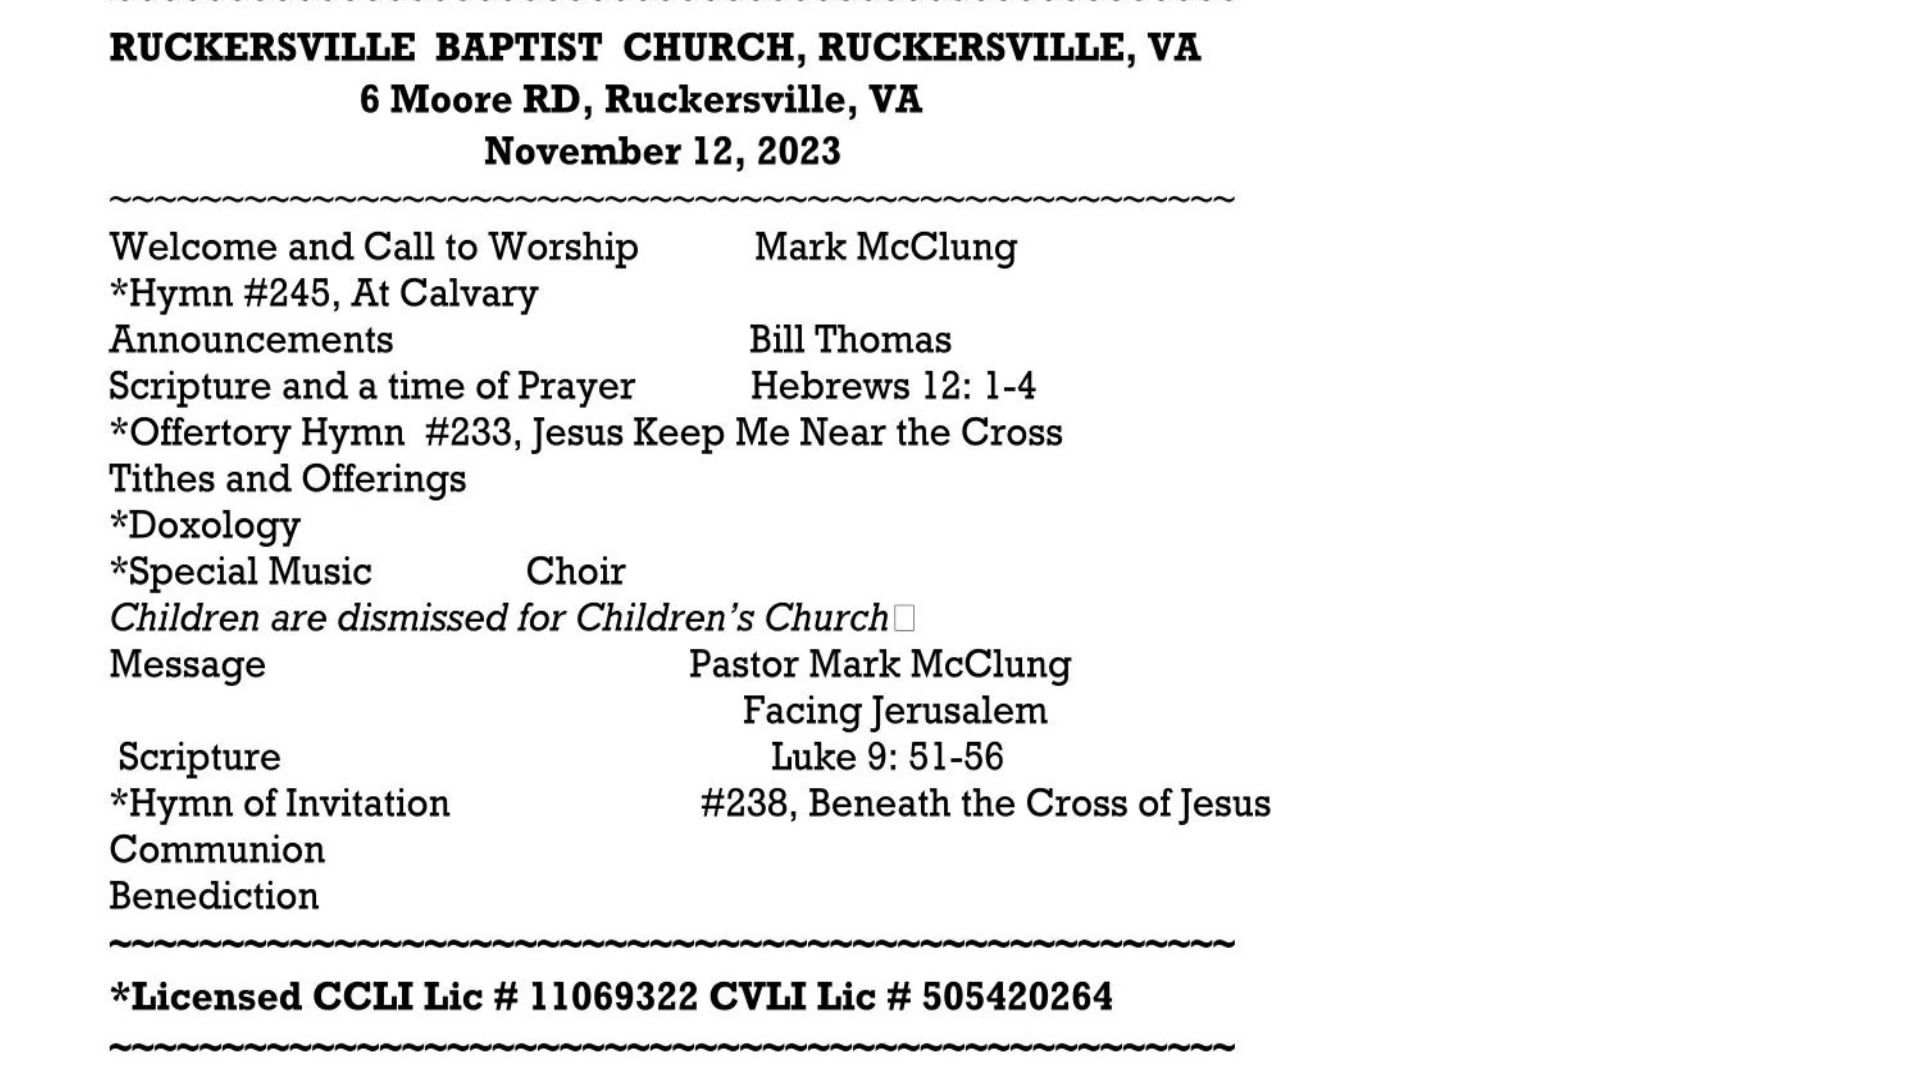 RUCKERSVILLE BAPTIST CHURCH, RUCKERSVILLE, VA
6 Moore RD, Ruckersville, VA
November 12, 2023
~~~~~~~~~~~~~~~~~~~~~~~~~~~~~~~~~~~~~~~~~~~~~~~~~~
Welcome and Call to Worship Mark McClung
*Hymn #245, At Calvary
Announcements Bill Thomas
Scripture and a time of Prayer Hebrews 12: 1-4
*Offertory Hymn #233, Jesus Keep Me Near the Cross
Tithes and Offerings
*Doxology
*Special Music Choir
Children are dismissed for Children’s Church
Message Pastor Mark McClung
Facing Jerusalem
Scripture Luke 9: 51-56
*Hymn of Invitation #238, Beneath the Cross of Jesus
Communion
Benediction
~~~~~~~~~~~~~~~~~~~~~~~~~~~~~~~~~~~~~~~~~~~~~~~~~~
*Licensed CCLI Lic # 11069322 CVLI Lic # 505420264
~~~~~~~~~~~~~~~~~~~~~~~~~~~~~~~~~~~~~~~~~~~~~~~~~~